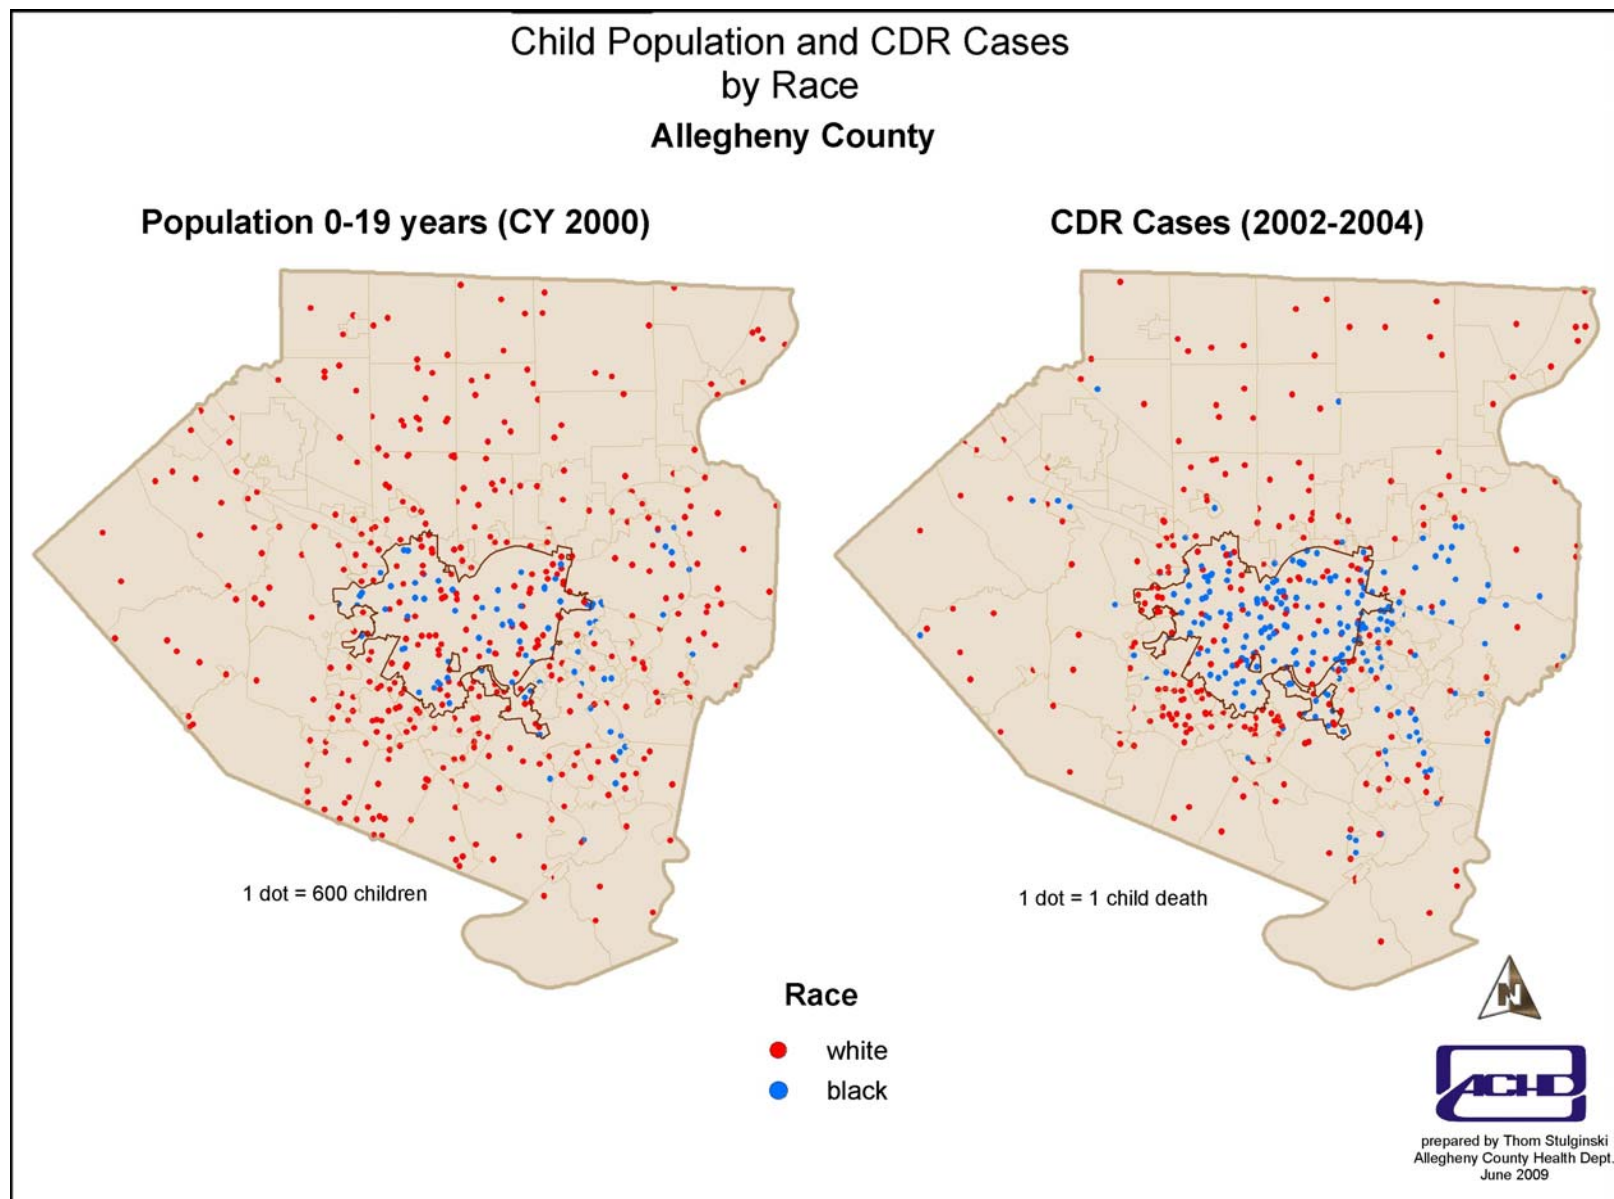 Child Population and CDR Cases
by Race
Allegheny County
Population 0-19 years (CY 2000)
CDR Cases (2002-2004)
1 dot = 600 children
1 dot = 1 child death
Race
white
black
N
ACHD
prepared by Thom Stulginski
Allegheny County Health Dept.
June 2009